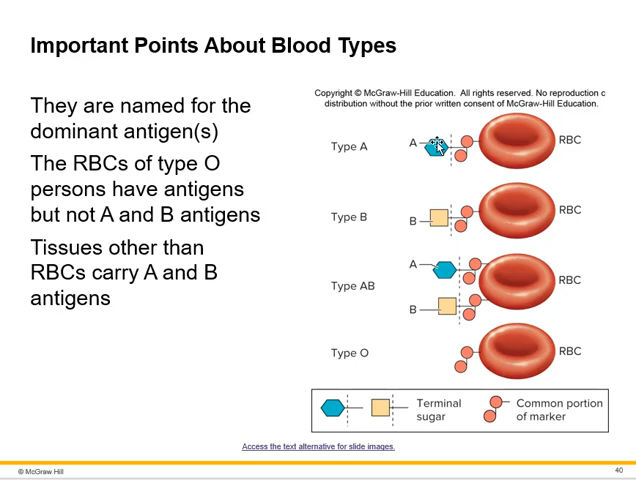 Important Points About Blood Types
They are named for the
dominant antigen(s)
The RBCs of type O
persons have antigens
but not A and B antigens
Tissues other than
RBCs carry A and B
antigens
Copyright © McGraw-Hill Education. All rights reserved. No reproduction c
distribution without the prior written consent of McGraw-Hill Education.
Type A
A
RBC
Type B
B
RBC
Type AB
A
B
RBC
Type O
RBC
Terminal
sugar
Common portion
of marker
Access the text alternative for slide images.
© McGraw Hill
40